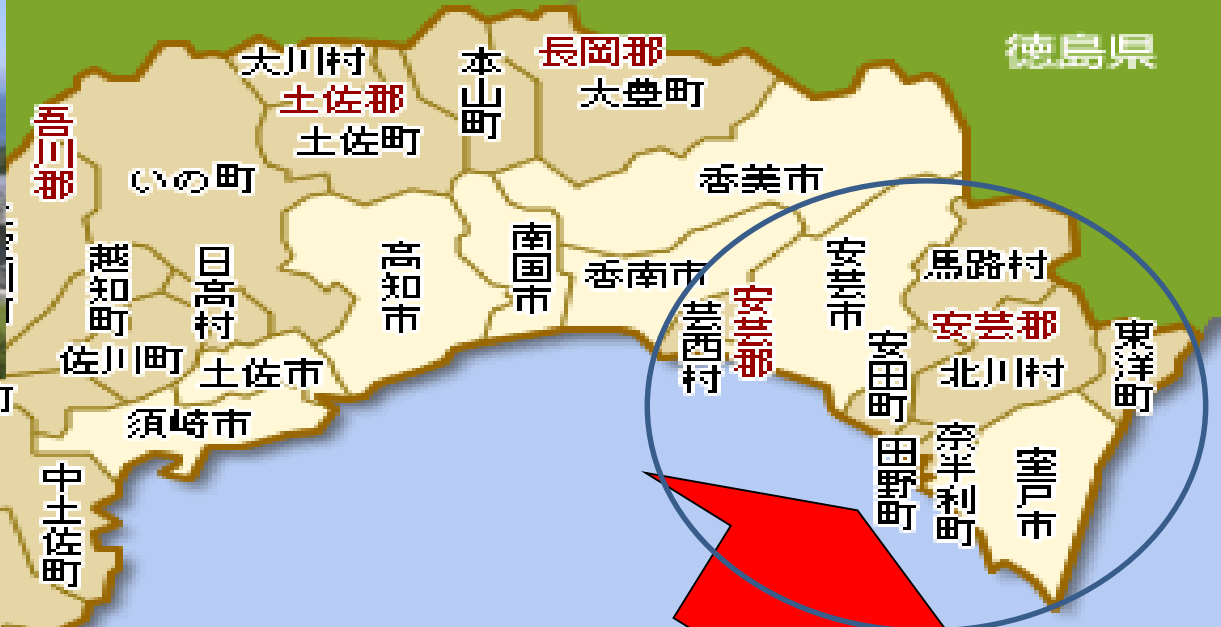 徳島県
長岡郡
大豊町
本山町
大川村
土佐郡
土佐町
吾川郡
いの町
香美市
南国市
高知市
日高村
越知町
佐川町
土佐市
須崎市
中土佐町
香南市
芸西村
安芸郡
安芸市
馬路村
安芸郡
北川村
安田町
田野町
奈半利町
室戸市
東洋町
町